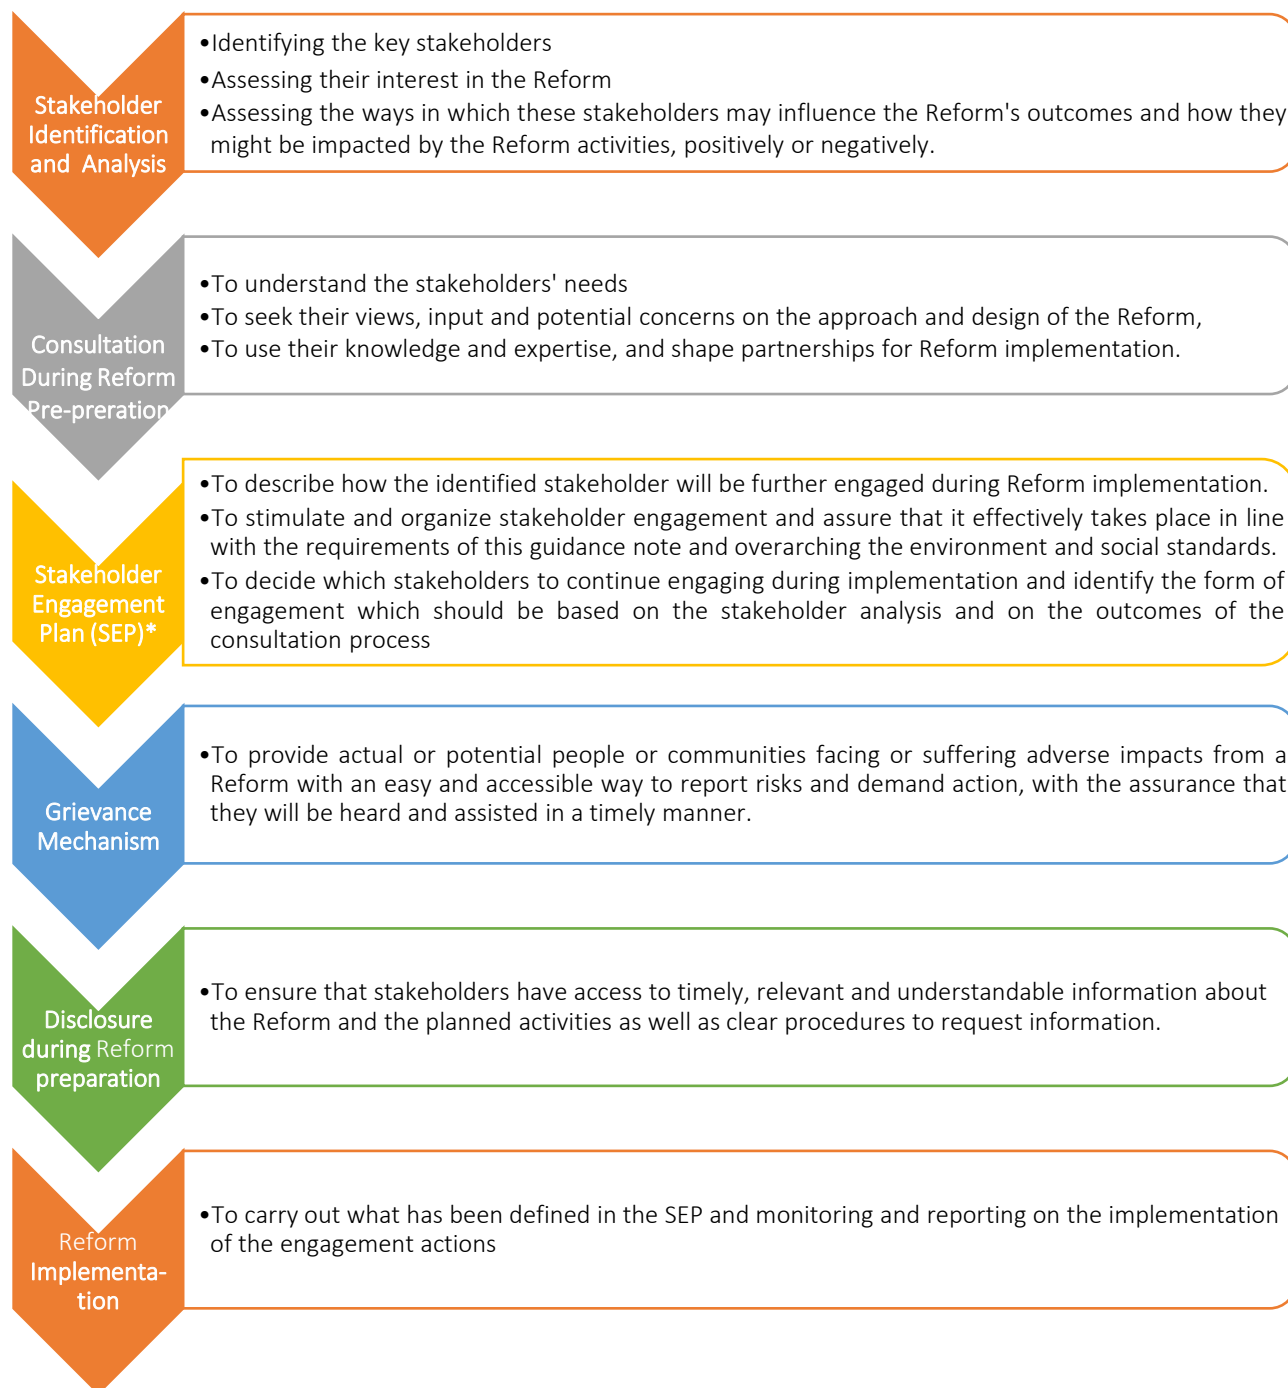 Stakeholder
Identification
and Analysis
•Identifying the key stakeholders
•Assessing their interest in the Reform
•Assessing the ways in which these stakeholders may influence the Reform's outcomes and how they
might be impacted by the Reform activities, positively or negatively.
Consultation
During Reform
Pre-preration
•To understand the stakeholders' needs
•To seek their views, input and potential concerns on the approach and design of the Reform,
•To use their knowledge and expertise, and shape partnerships for Reform implementation.
Stakeholder
Engagement
Plan (SEP)*
•To describe how the identified stakeholder will be further engaged during Reform implementation.
•To stimulate and organize stakeholder engagement and assure that it effectively takes place in line
with the requirements of this guidance note and overarching the environment and social standards.
•To decide which stakeholders to continue engaging during implementation and identify the form of
engagement which should be based on the stakeholder analysis and on the outcomes of the
consultation process
Grievance
Mechanism
•To provide actual or potential people or communities facing or suffering adverse impacts from a
Reform with an easy and accessible way to report risks and demand action, with the assurance that
they will be heard and assisted in a timely manner.
Disclosure
during Reform
preparation
•To ensure that stakeholders have access to timely, relevant and understandable information about
the Reform and the planned activities as well as clear procedures to request information.
Reform
Implementa-
tion
•To carry out what has been defined in the SEP and monitoring and reporting on the implementation
of the engagement actions